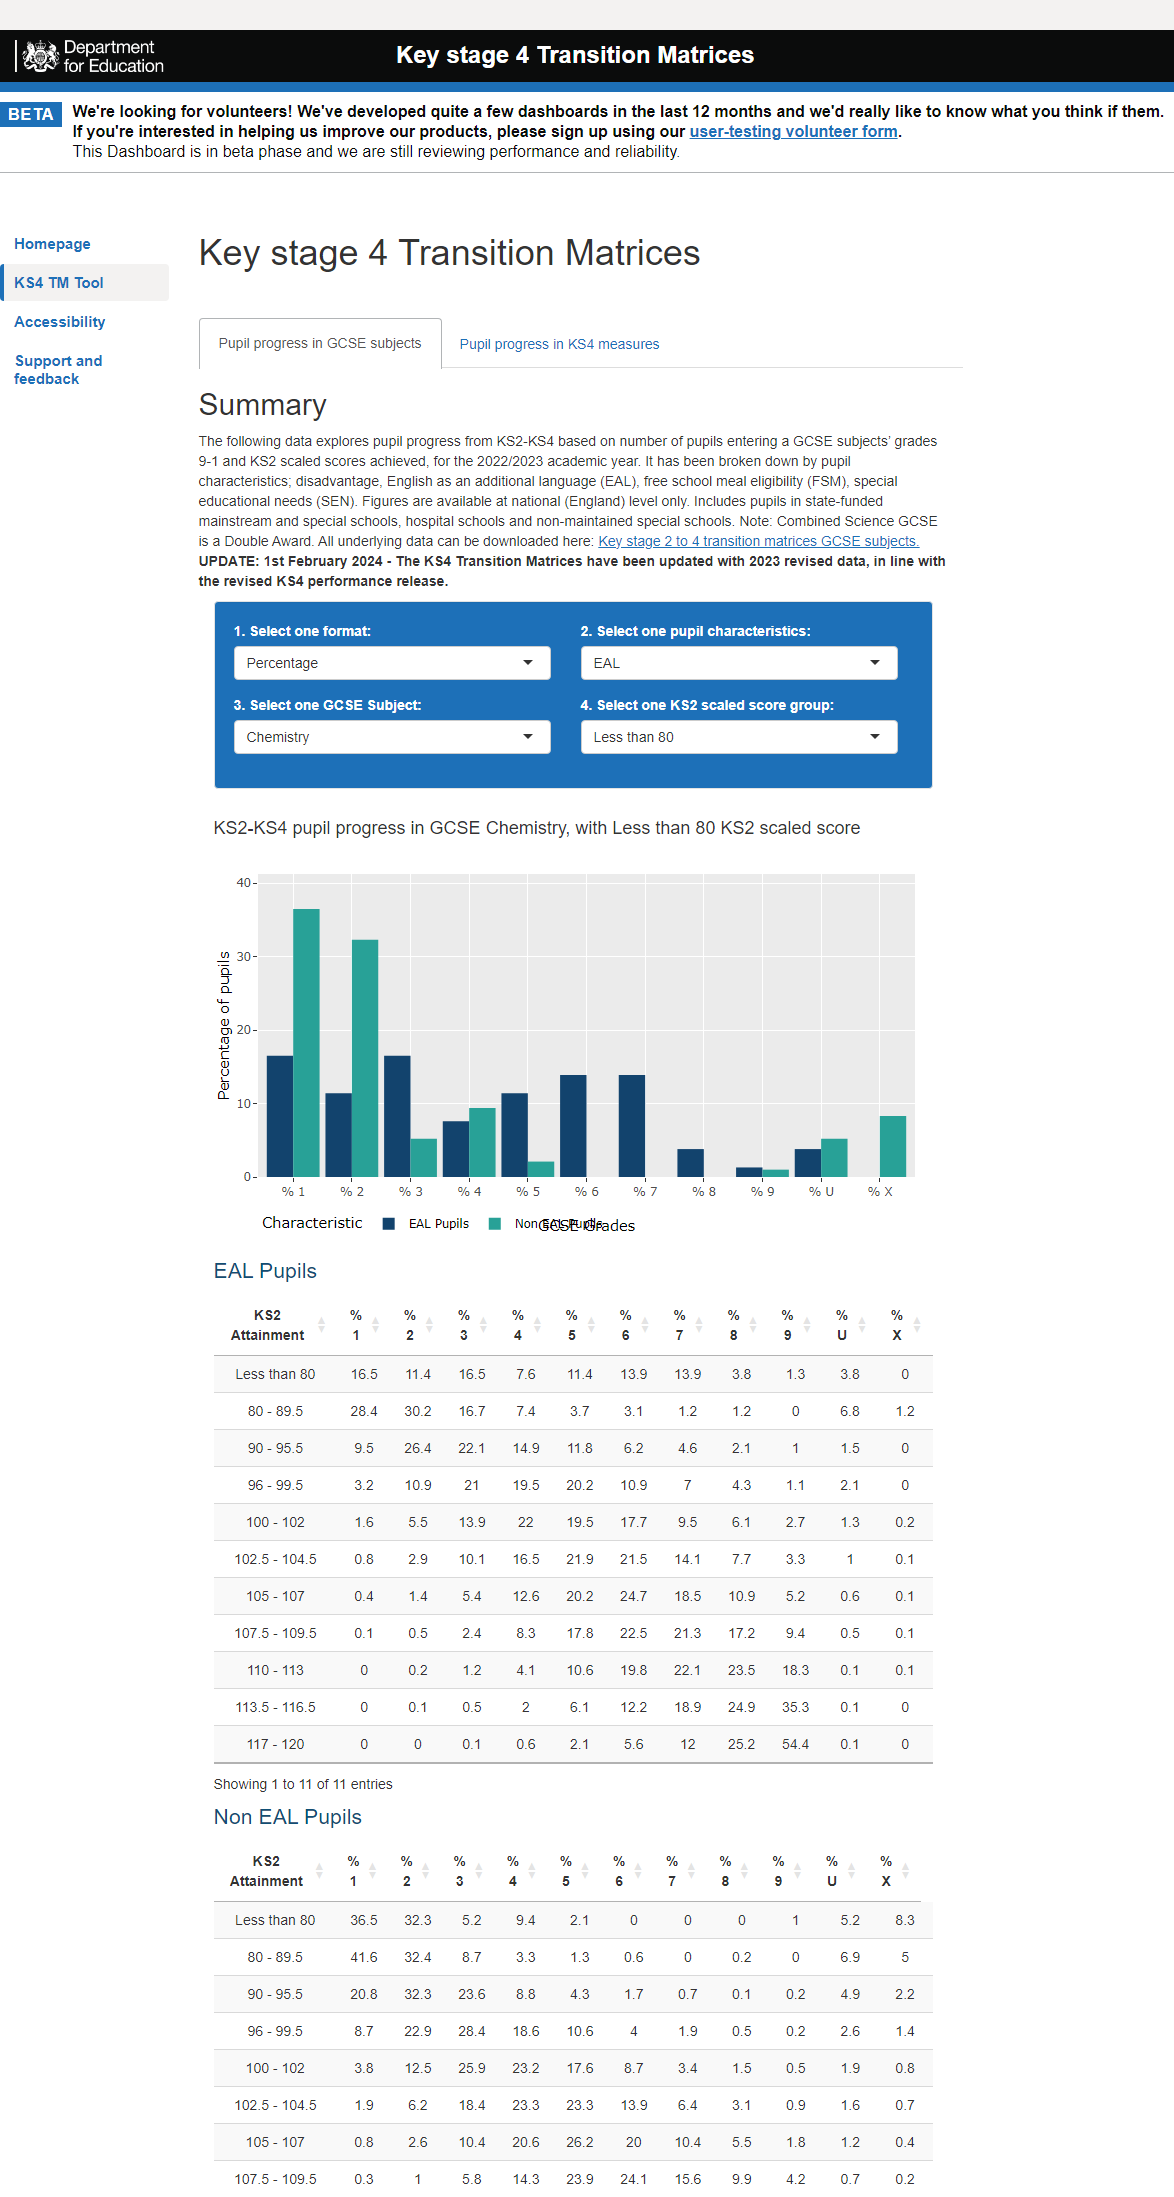 Department
for Education
Key stage 4 Transition Matrices
BETA
We're looking for volunteers! We've developed quite a few dashboards in the last 12 months and we'd really like to know what you think if them.
If you're interested in helping us improve our products, please sign up using our user-testing volunteer form.
This Dashboard is in beta phase and we are still reviewing performance and reliability.
Homepage
KS4 TM Tool
Accessibility
Support and
feedback
Key stage 4 Transition Matrices
Pupil progress in GCSE subjects
Pupil progress in KS4 measures
Summary
The following data explores pupil progress from KS2-KS4 based on number of pupils entering a GCSE subjects’ grades
9-1 and KS2 scaled scores achieved, for the 2022/2023 academic year. It has been broken down by pupil
characteristics; disadvantage, English as an additional language (EAL), free school meal eligibility (FSM), special
educational needs (SEN). Figures are available at national (England) level only. Includes pupils in state-funded
mainstream and special schools, hospital schools and non-maintained special schools. Note: Combined Science GCSE
is a Double Award. All underlying data can be downloaded here: Key stage 2 to 4 transition matrices GCSE subjects.
UPDATE: 1st February 2024 - The KS4 Transition Matrices have been updated with 2023 revised data, in line with
the revised KS4 performance release.
1. Select one format:
Percentage
2. Select one pupil characteristics:
EAL
3. Select one GCSE Subject:
Chemistry
4. Select one KS2 scaled score group:
Less than 80
KS2-KS4 pupil progress in GCSE Chemistry, with Less than 80 KS2 scaled score
40
30
20
10
0
Percentage of pupils
% 1 % 2 % 3 % 4 % 5 % 6 % 7 % 8 % 9 % U % X
Characteristic EAL Pupils Non EAL Pupils
GCSE Grades
EAL Pupils
KS2 % % % % % % % % % % %
Attainment 1 2 3 4 5 6 7 8 9 U X
Less than 80 16.5 11.4 16.5 7.6 11.4 13.9 13.9 3.8 1.3 3.8 0
80 - 89.5 28.4 30.2 16.7 7.4 3.7 3.1 1.2 1.2 0 6.8 1.2
90 - 95.5 9.5 26.4 22.1 14.9 11.8 6.2 4.6 2.1 1 1.5 0
96 - 99.5 3.2 10.9 21 19.5 20.2 10.9 7 4.3 1.1 2.1 0
100 - 102 1.6 5.5 13.9 22 19.5 17.7 9.5 6.1 2.7 1.3 0.2
102.5 - 104.5 0.8 2.9 10.1 16.5 21.9 21.5 14.1 7.7 3.3 1 0.1
105 - 107 0.4 1.4 5.4 12.6 20.2 24.7 18.5 10.9 5.2 0.6 0.1
107.5 - 109.5 0.1 0.5 2.4 8.3 17.8 22.5 21.3 17.2 9.4 0.5 0.1
110 - 113 0 0.2 1.2 4.1 10.6 19.8 22.1 23.5 18.3 0.1 0.1
113.5 - 116.5 0 0.1 0.5 2 6.1 12.2 18.9 24.9 35.3 0.1 0
117 - 120 0 0 0.1 0.6 2.1 5.6 12 25.2 54.4 0.1 0
Showing 1 to 11 of 11 entries
Non EAL Pupils
KS2 % % % % % % % % % % %
Attainment 1 2 3 4 5 6 7 8 9 U X
Less than 80 36.5 32.3 5.2 9.4 2.1 0 0 0 1 5.2 8.3
80 - 89.5 41.6 32.4 8.7 3.3 1.3 0.6 0 0.2 0 6.9 5
90 - 95.5 20.8 32.3 23.6 8.8 4.3 1.7 0.7 0.1 0.2 4.9 2.2
96 - 99.5 8.7 22.9 28.4 18.6 10.6 4 1.9 0.5 0.2 2.6 1.4
100 - 102 3.8 12.5 25.9 23.2 17.6 8.7 3.4 1.5 0.5 1.9 0.8
102.5 - 104.5 1.9 6.2 18.4 23.3 23.3 13.9 6.4 3.1 0.9 1.6 0.7
105 - 107 0.8 2.6 10.4 20.6 26.2 20 10.4 5.5 1.8 1.2 0.4
107.5 - 109.5 0.3 1 5.8 14.3 23.9 24.1 15.6 9.9 4.2 0.7 0.2